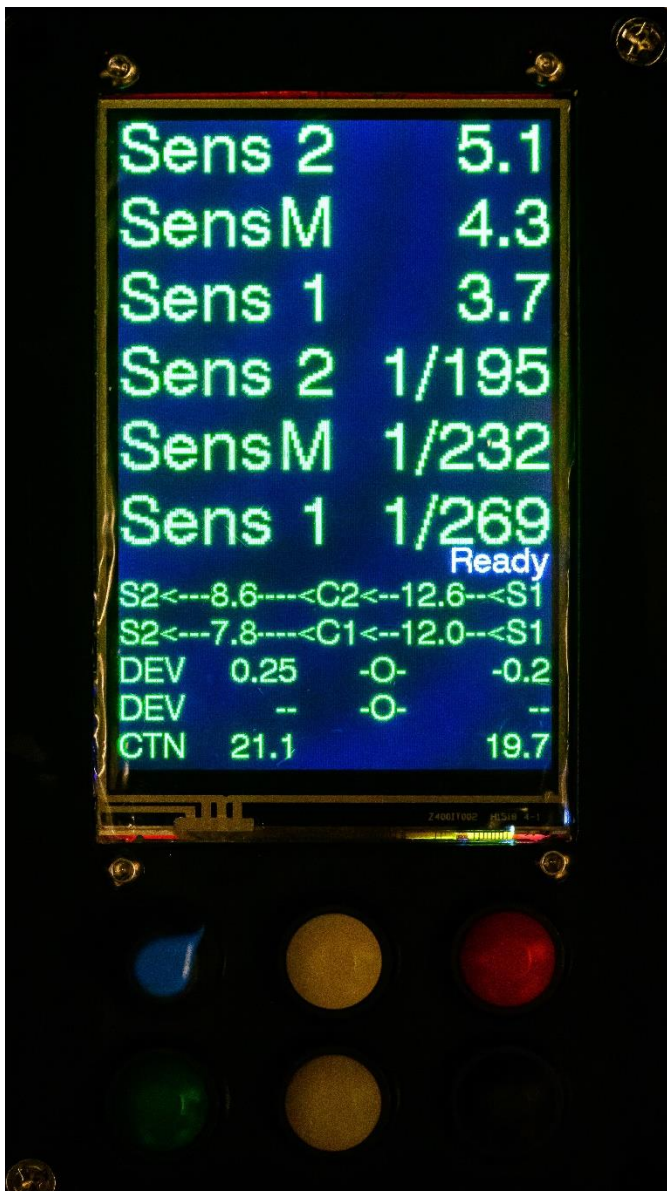 Sens 2 5.1
SensM 4.3
Sens 1 3.7
Sens 2 1/195
SensM 1/232
Sens 1 1/269
Ready
S2<---8.6----<C2<--12.6--<S1
S2<---7.8----<C1<--12.0--<S1
DEV 0.25 -O- -0.2
DEV -- -O- --
CTN 21.1 19.7